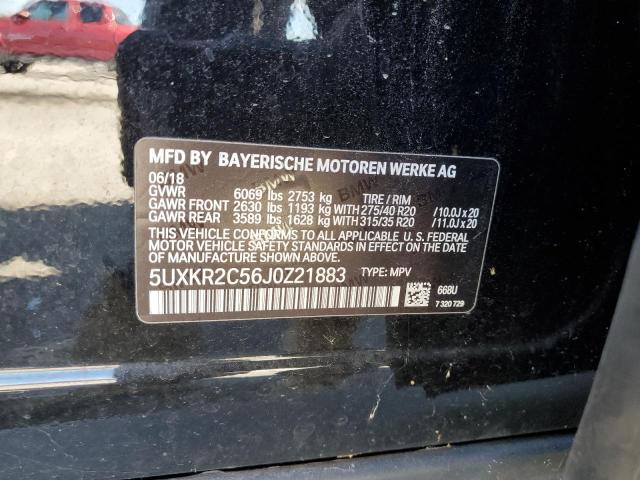 MFD BY BAYERISCHE MOTOREN WERKE AG
06/18
GVWR 6069 lbs 2753 kg TIRE / RIM
GAWR FRONT 2630 lbs 1193 kg WITH 275/40 R20 /10.0J x 20
GAWR REAR 3589 lbs 1628 kg WITH 315/35 R20 /11.0J x 20
THIS VEHICLE CONFORMS TO ALL APPLICABLE U.S. FEDERAL
MOTOR VEHICLE SAFETY STANDARDS IN EFFECT ON THE DATE
OF MANUFACTURE SHOWN ABOVE.
5UXKR2C56J0Z21883 TYPE: MPV
668U
7 320 729